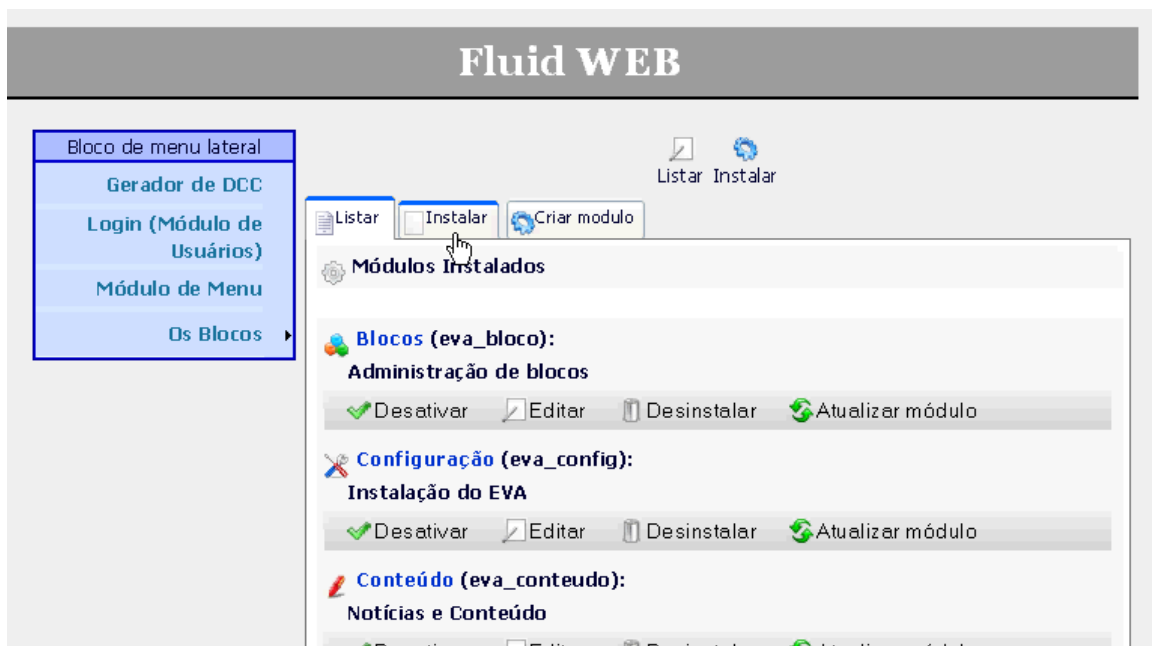 Fluid WEB
Bloco de menu lateral
Gerador de DCC
Login (Módulo de
Usuários)
Módulo de Menu
Os Blocos
Listar Instalar
Listar Instalar Criar modulo
Módulos Instalados
Blocos (eva_bloco):
Administração de blocos
Desativar Editar Desinstalar Atualizar módulo
Configuração (eva_config):
Instalação do EVA
Desativar Editar Desinstalar Atualizar módulo
Conteúdo (eva_conteudo):
Notícias e Conteúdo